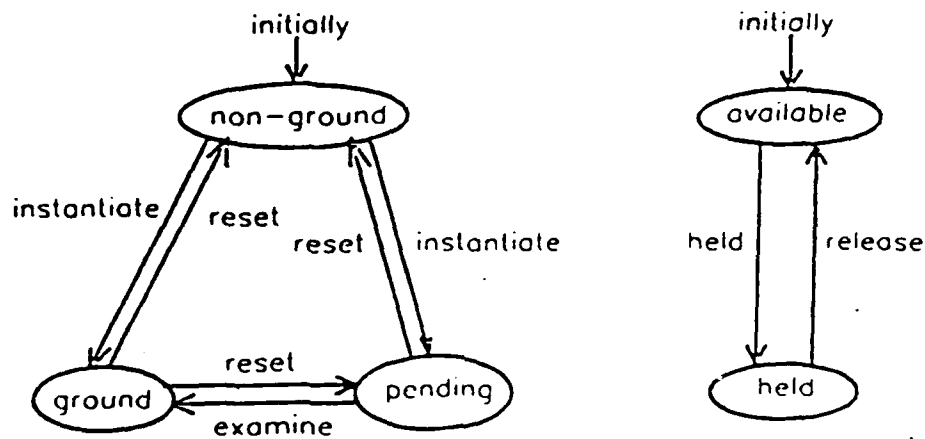 initially
non-ground
instantiate
reset
reset
instantiate
ground
reset
examine
pending
initially
available
held
release
held